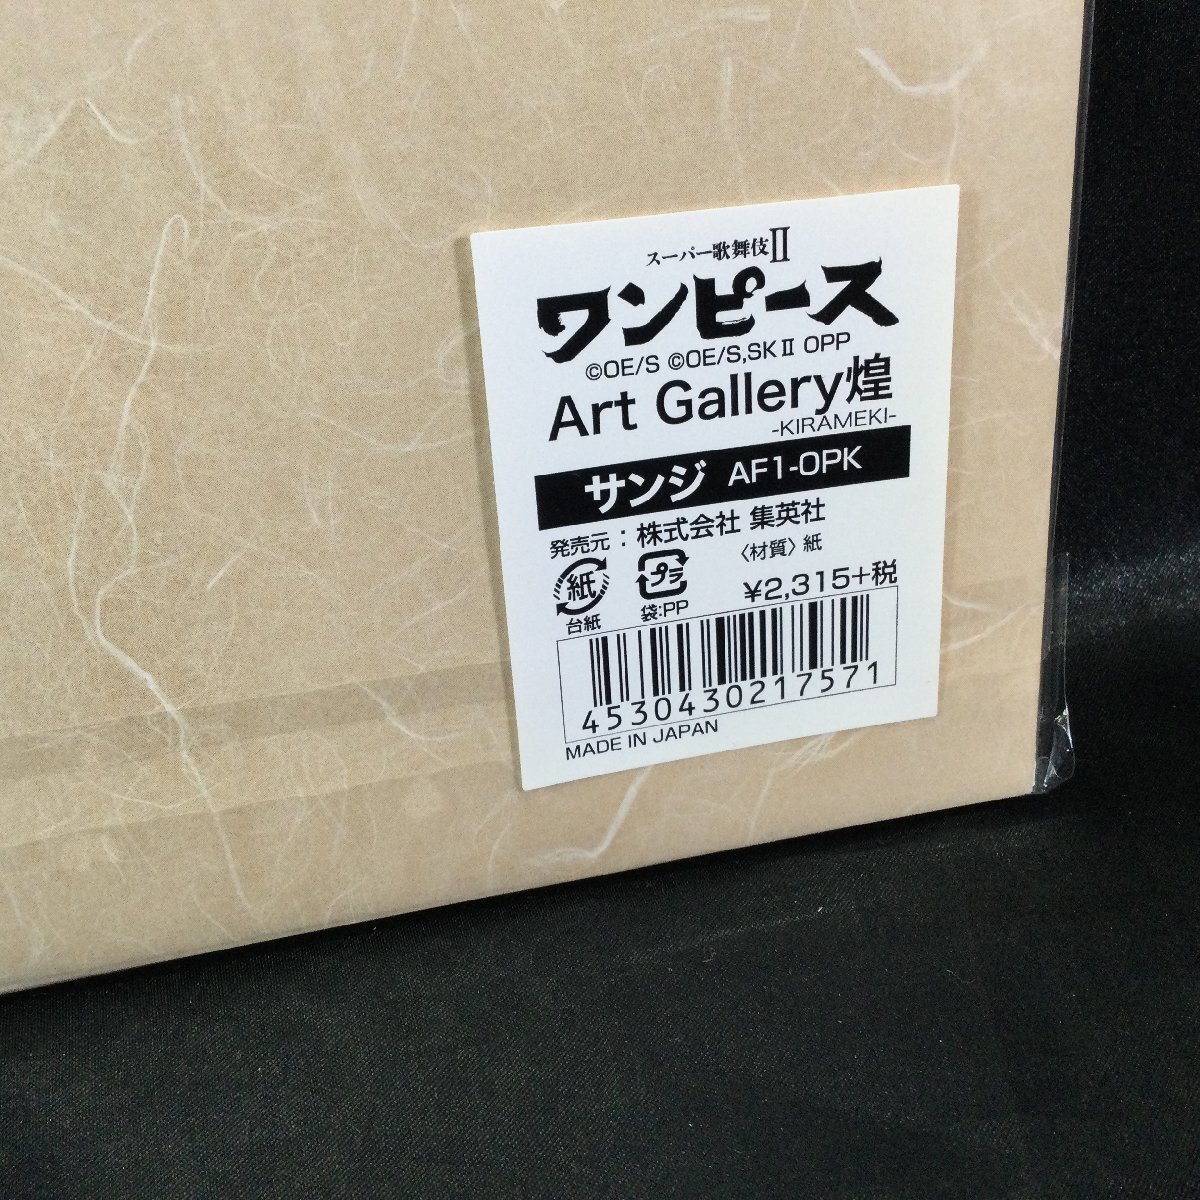 スーパー歌舞伎Ⅱ
ワンピース
©OE/S ©OE/S,SKⅡ OPP
Art Gallery煌
-KIRAMEKI-
サンジ AF1-OPK
発売元：株式会社 集英社
〈材質〉紙
紙 プラ
台紙 袋:PP
¥2,315+税
4530430217571
MADE IN JAPAN